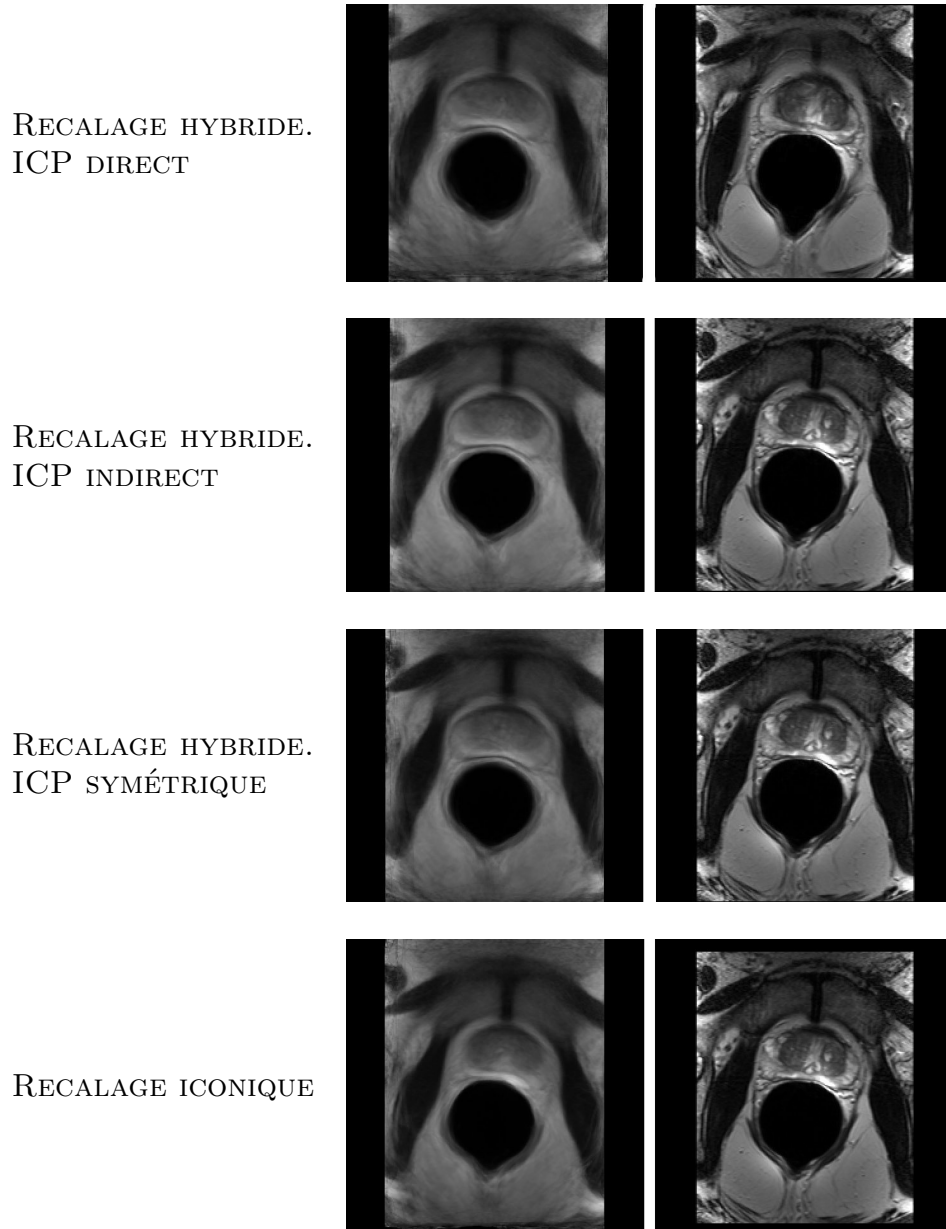 Recalage hybride.
ICP direct
Recalage hybride.
ICP indirect
Recalage hybride.
ICP symétrique
Recalage iconique